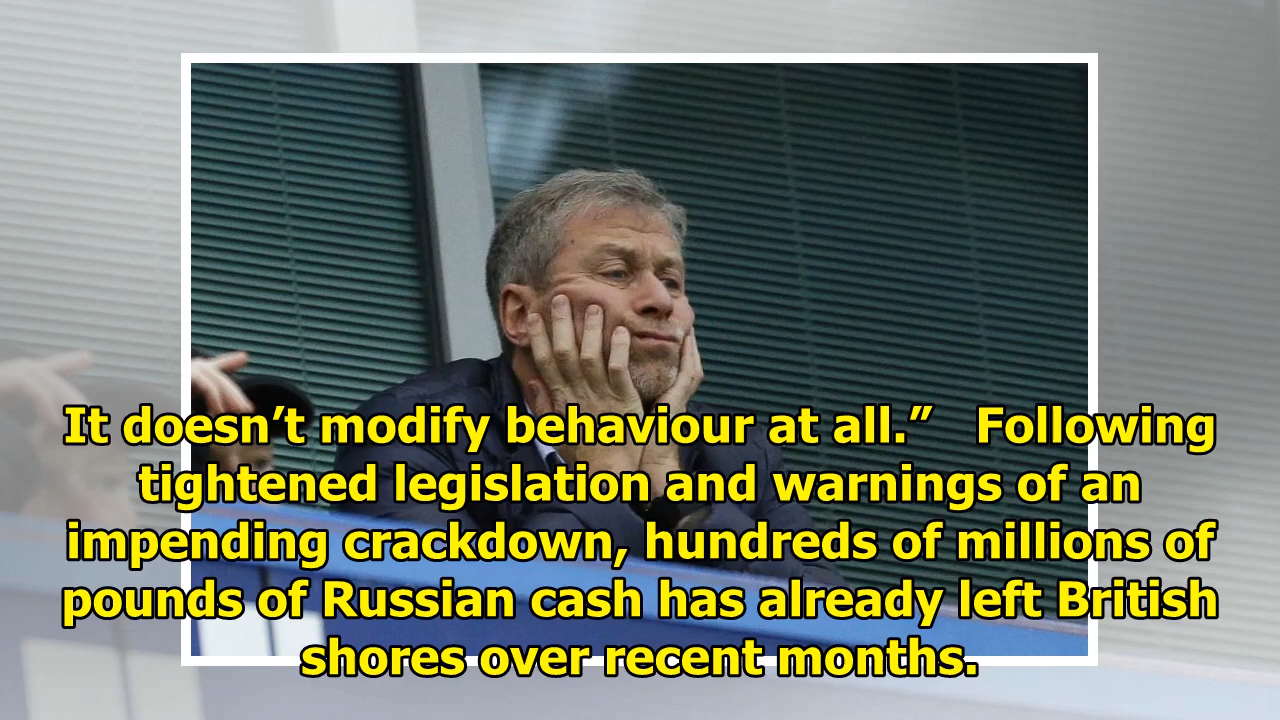 It doesn’t modify behaviour at all.”   Following
tightened legislation and warnings of an
impending crackdown, hundreds of millions of
pounds of Russian cash has already left British
shores over recent months.